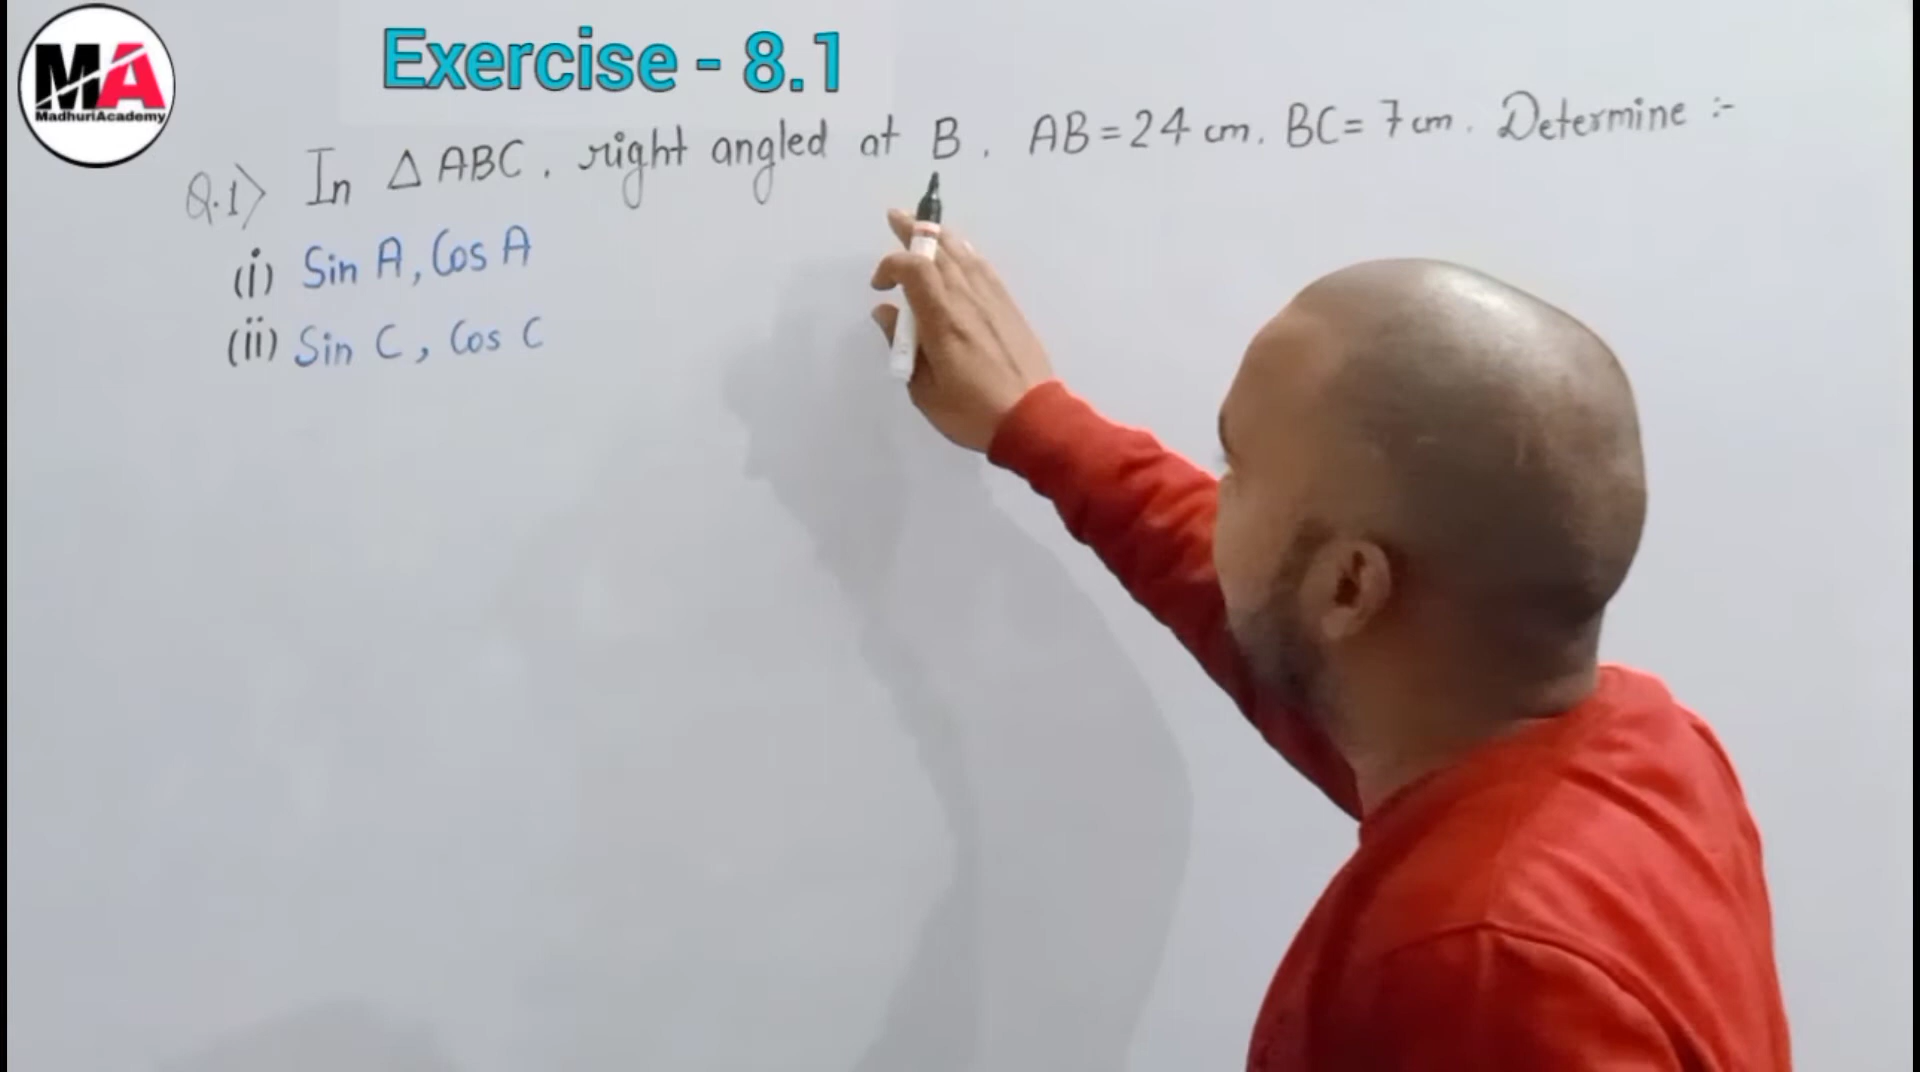 MA
MadhuriAcademy
Exercise - 8.1
Q.1> In △ ABC, right angled at B, AB = 24 cm. BC = 7 cm. Determine :-
(i) Sin A, Cos A
(ii) Sin C, Cos C